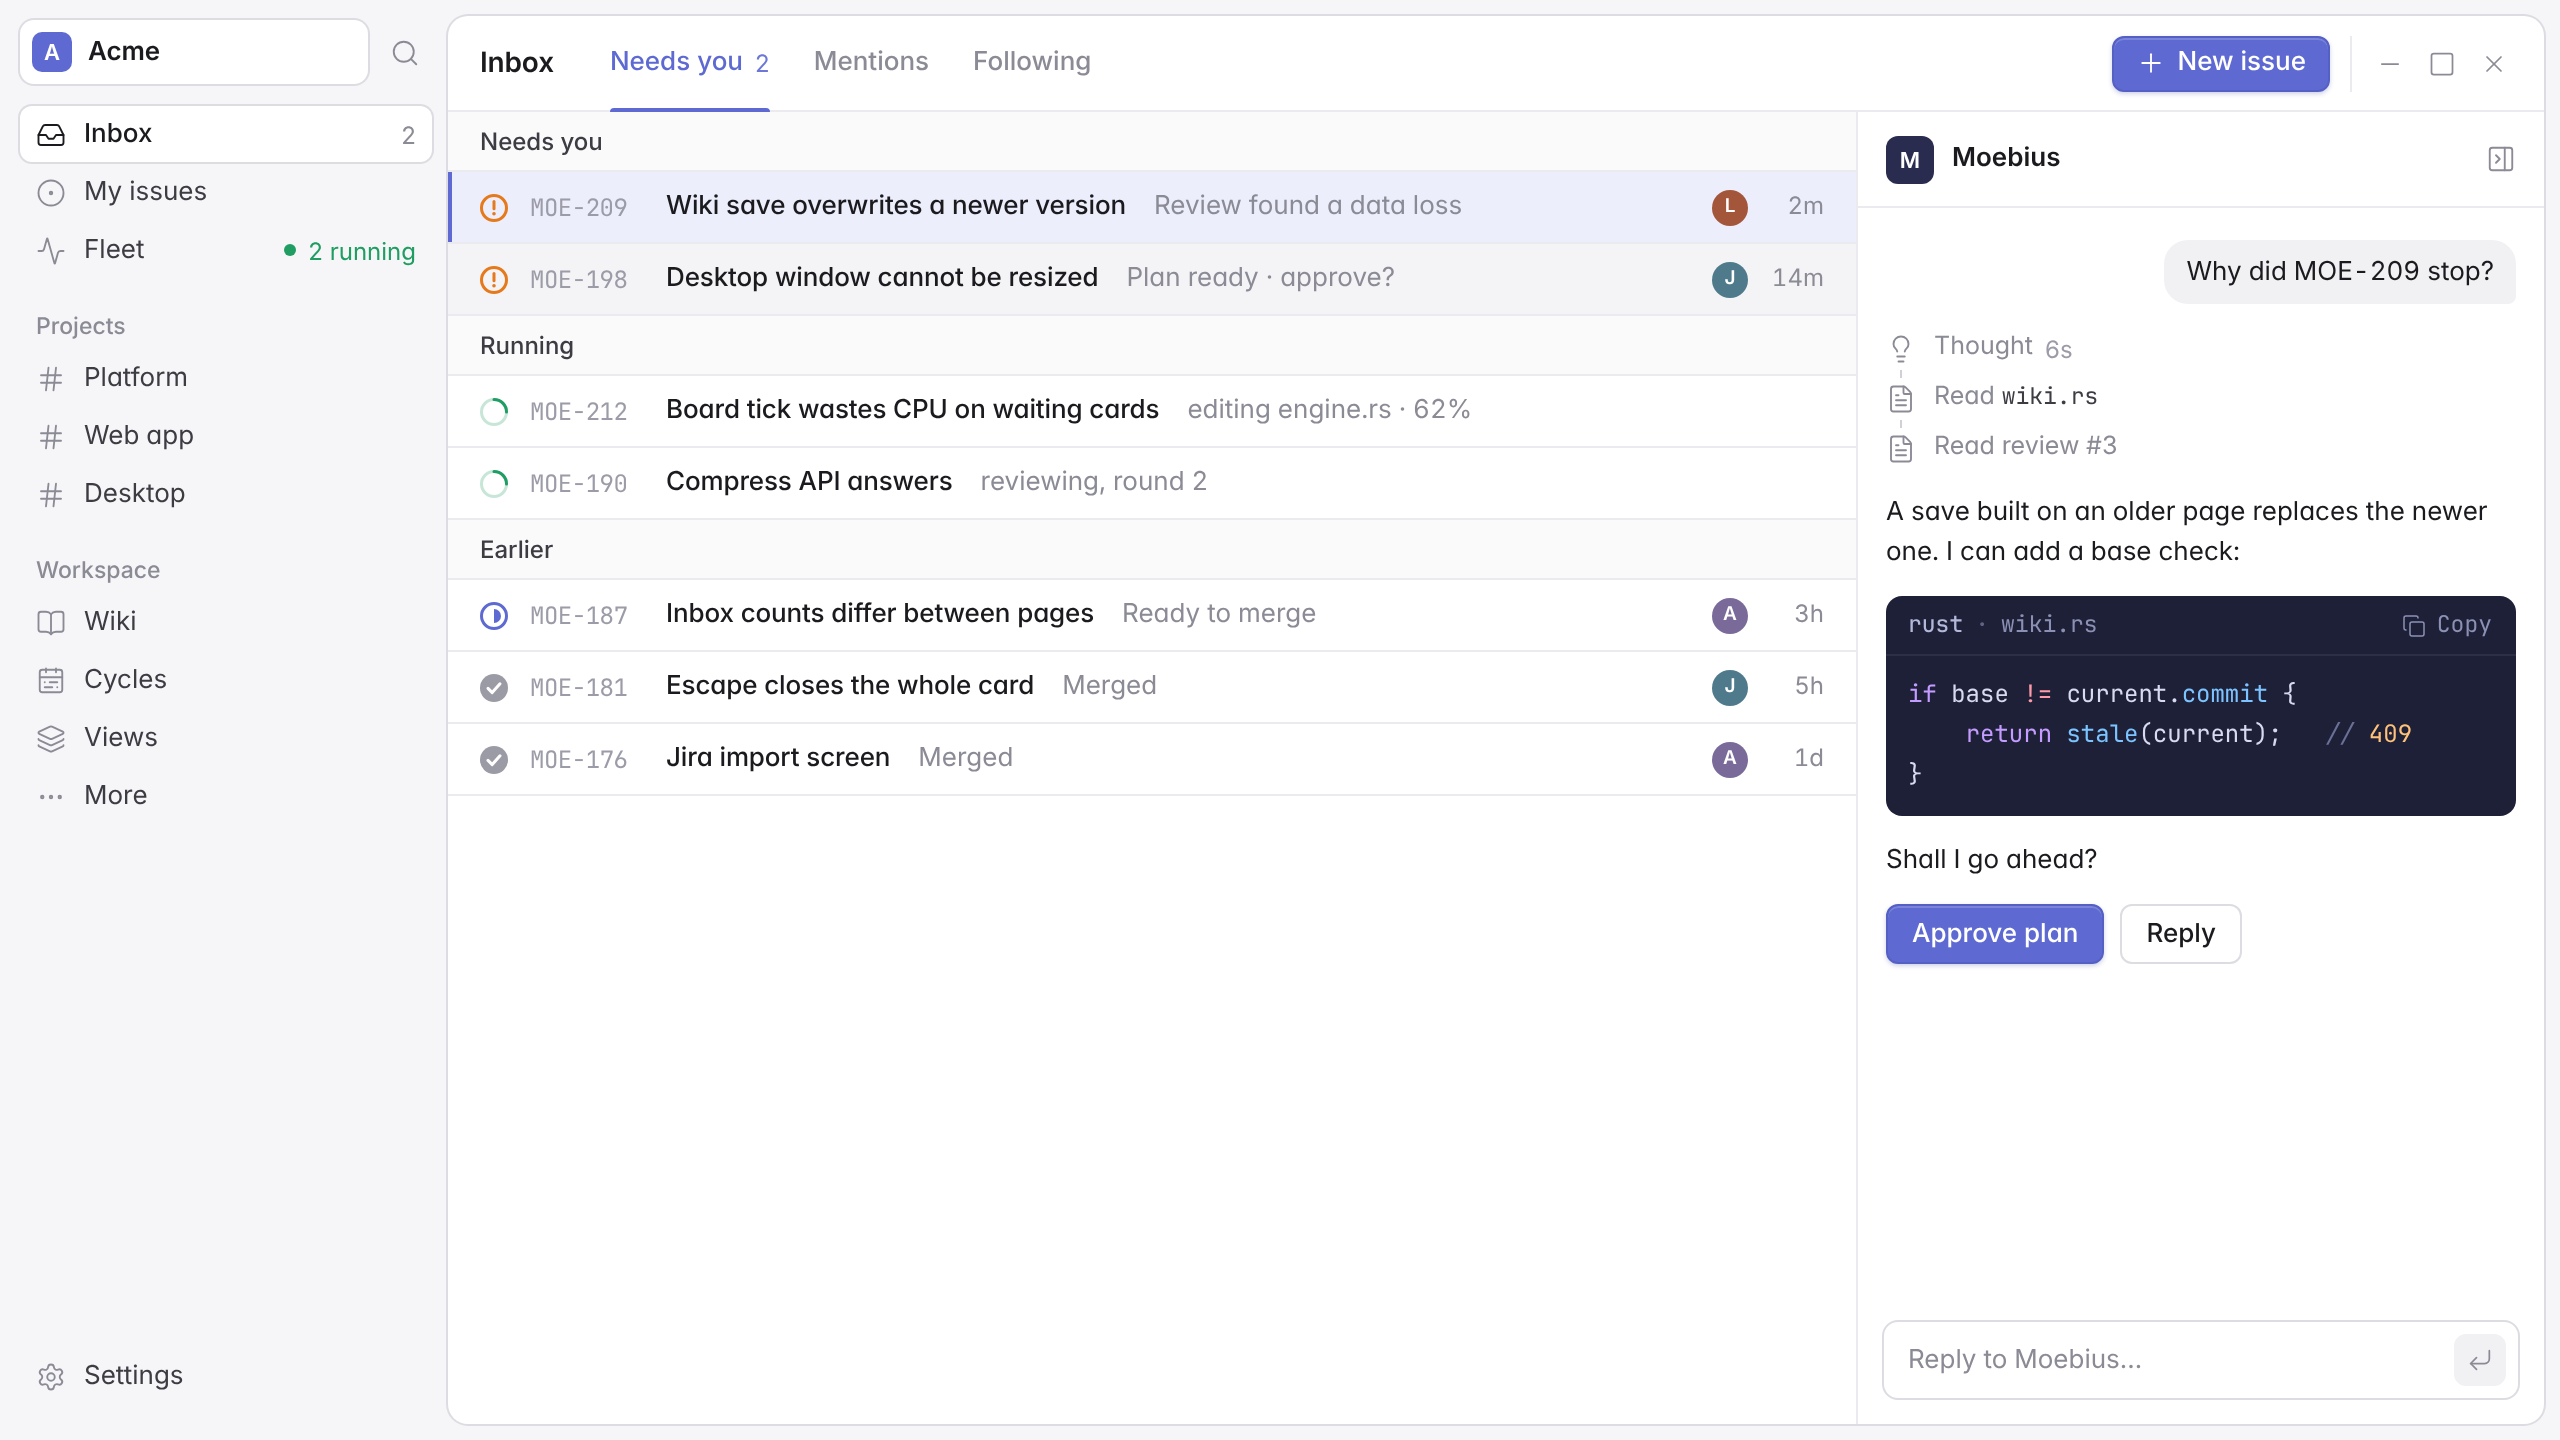 A Acme
Inbox 2
My issues
Fleet 2 running
Projects
Platform
Web app
Desktop
Workspace
Wiki
Cycles
Views
More
Settings
Inbox Needs you 2 Mentions Following
New issue
Needs you
MOE-209 Wiki save overwrites a newer version Review found a data loss L 2m
MOE-198 Desktop window cannot be resized Plan ready · approve? J 14m
Running
MOE-212 Board tick wastes CPU on waiting cards editing engine.rs · 62%
MOE-190 Compress API answers reviewing, round 2
Earlier
MOE-187 Inbox counts differ between pages Ready to merge A 3h
MOE-181 Escape closes the whole card Merged J 5h
MOE-176 Jira import screen Merged A 1d
M Moebius
Why did MOE-209 stop?
Thought 6s
Read wiki.rs
Read review #3
A save built on an older page replaces the newer
one. I can add a base check:
rust · wiki.rs Copy
if base != current.commit {
    return stale(current);   // 409
}
Shall I go ahead?
Approve plan Reply
Reply to Moebius...